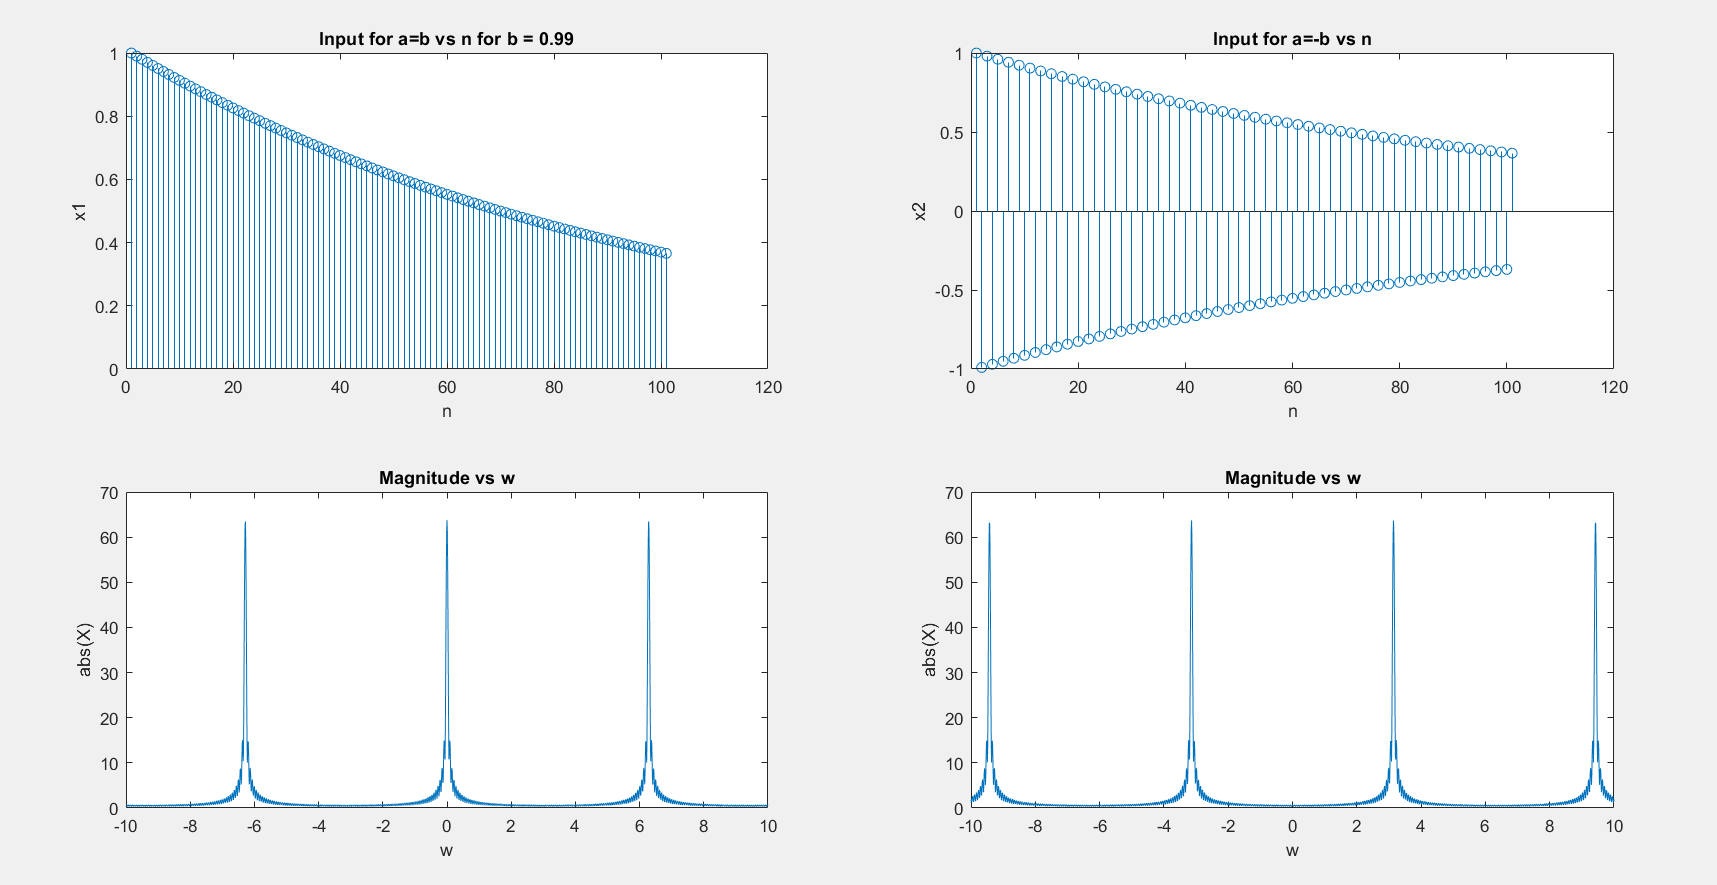 Input for a=b vs n for b = 0.99
1
0.8
0.6
0.4
0.2
0
x1
0 20 40 60 80 100 120
n
Input for a=-b vs n
1
0.5
0
-0.5
-1
x2
0 20 40 60 80 100 120
n
Magnitude vs w
70
60
50
40
30
20
10
0
abs(X)
-10 -8 -6 -4 -2 0 2 4 6 8 10
w
Magnitude vs w
70
60
50
40
30
20
10
0
abs(X)
-10 -8 -6 -4 -2 0 2 4 6 8 10
w